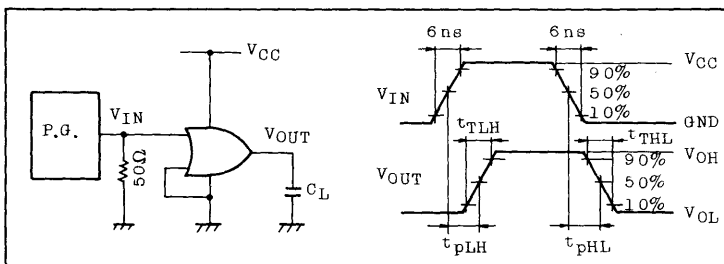 P.G.
VIN
50Ω
VCC
VOUT
CL
6ns
6ns
VIN
VCC
90%
50%
10%
GND
tTLH
tTHL
VOUT
VOH
90%
50%
10%
VOL
tpLH
tpHL